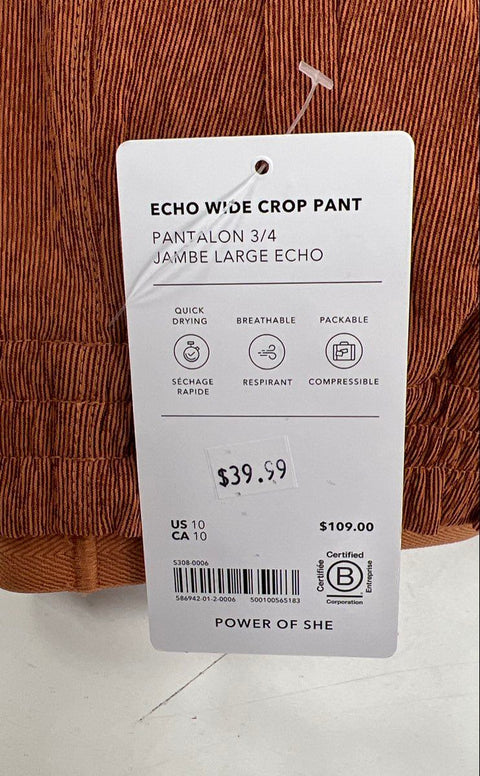 ECHO WIDE CROP PANT
PANTALON 3/4
JAMBE LARGE ECHO
QUICK
DRYING
BREATHABLE
PACKABLE
SÉCHAGE
RAPIDE
RESPIRANT
COMPRESSIBLE
$39.99
US 10
CA 10
$109.00
S308-0006
586942-01-2-0006
500100565183
Certified
Certifiée
B
Entreprise
Corporation
POWER OF SHE